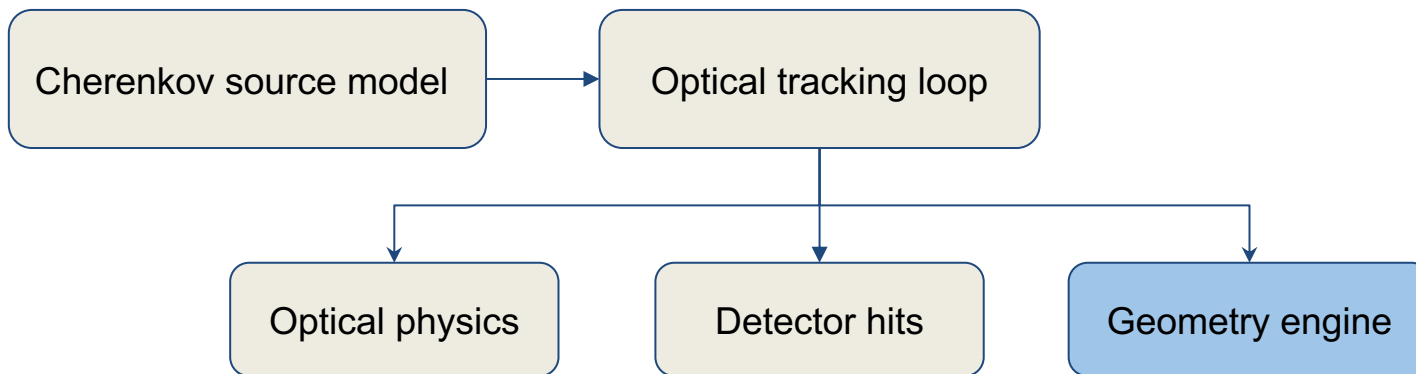 Cherenkov source model
Optical tracking loop
Optical physics
Detector hits
Geometry engine